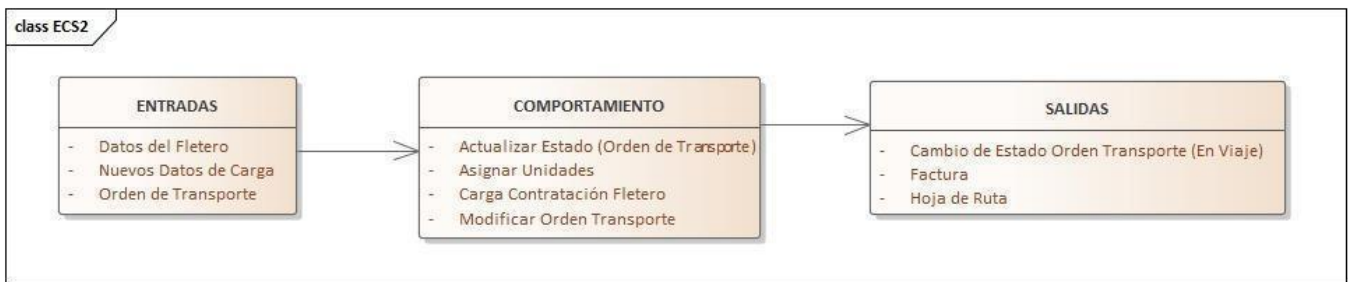 class ECS2
ENTRADAS
- Datos del Fletero
- Nuevos Datos de Carga
- Orden de Transporte
COMPORTAMIENTO
- Actualizar Estado (Orden de Transporte)
- Asignar Unidades
- Carga Contratación Fletero
- Modificar Orden Transporte
SALIDAS
- Cambio de Estado Orden Transporte (En Viaje)
- Factura
- Hoja de Ruta